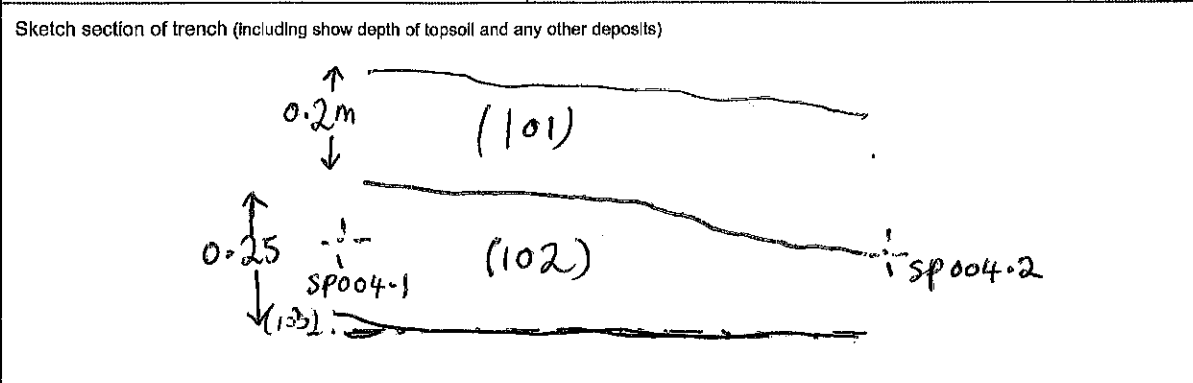 Sketch section of trench (including show depth of topsoil and any other deposits)
0.2m
(101)
0.25
(102)
SP004.1
SP004.2
(103)